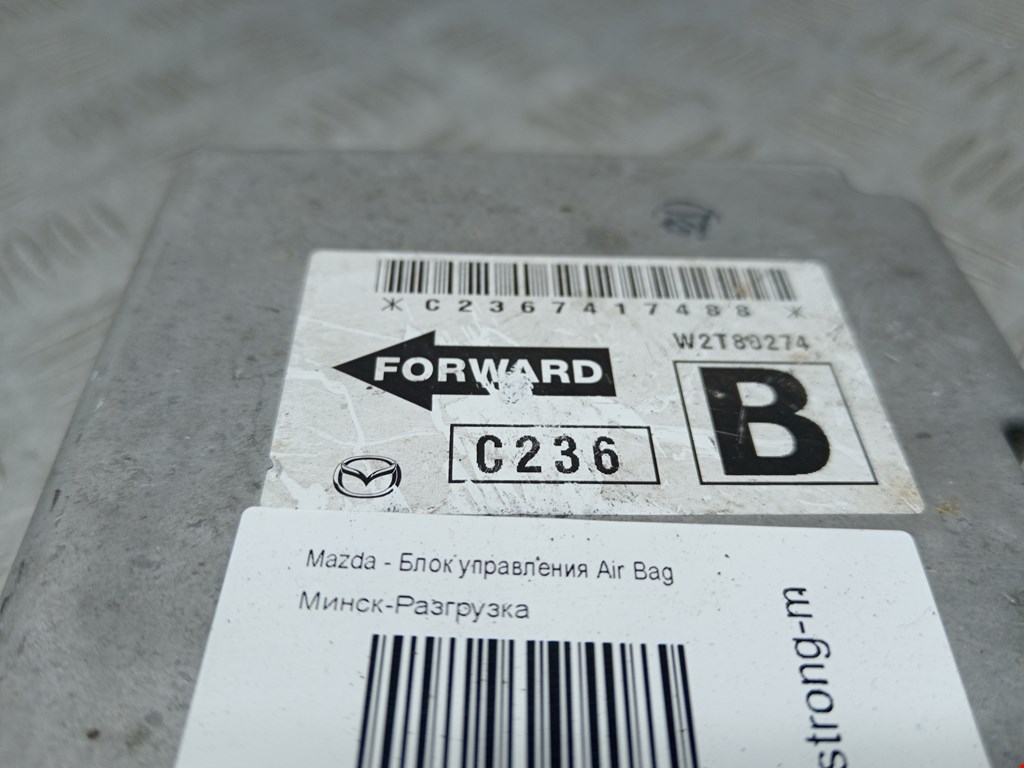 *C2367417488*
W2T80274
FORWARD
B
C236
Mazda - Блок управления Air Bag
Минск-Разгрузка
strong-m